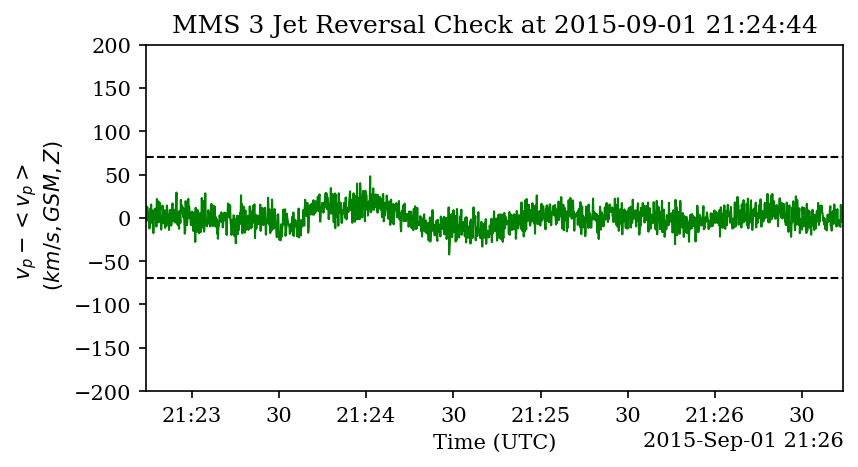 MMS 3 Jet Reversal Check at 2015-09-01 21:24:44
200
150
100
50
0
−50
−100
−150
−200
v_p − < v_p >
(km/s, GSM, Z)
21:23 30 21:24 30 21:25 30 21:26 30
Time (UTC)
2015-Sep-01 21:26